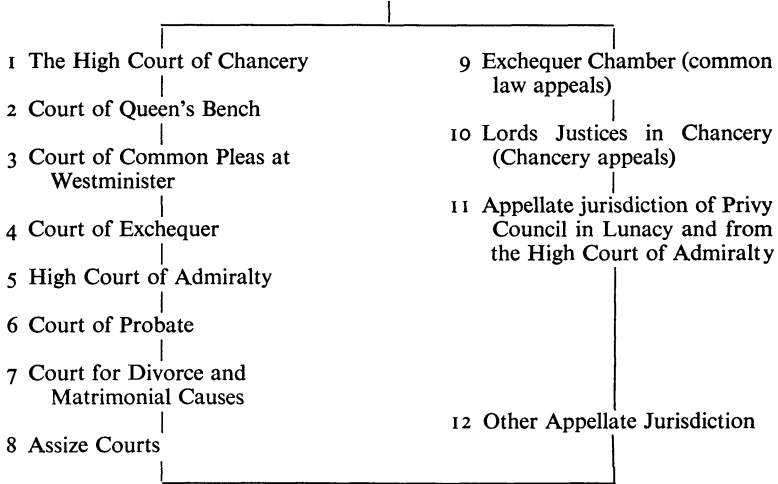 1 The High Court of Chancery
2 Court of Queen's Bench
3 Court of Common Pleas at
Westminister
4 Court of Exchequer
5 High Court of Admiralty
6 Court of Probate
7 Court for Divorce and
Matrimonial Causes
8 Assize Courts
9 Exchequer Chamber (common
law appeals)
10 Lords Justices in Chancery
(Chancery appeals)
11 Appellate jurisdiction of Privy
Council in Lunacy and from
the High Court of Admiralty
12 Other Appellate Jurisdiction